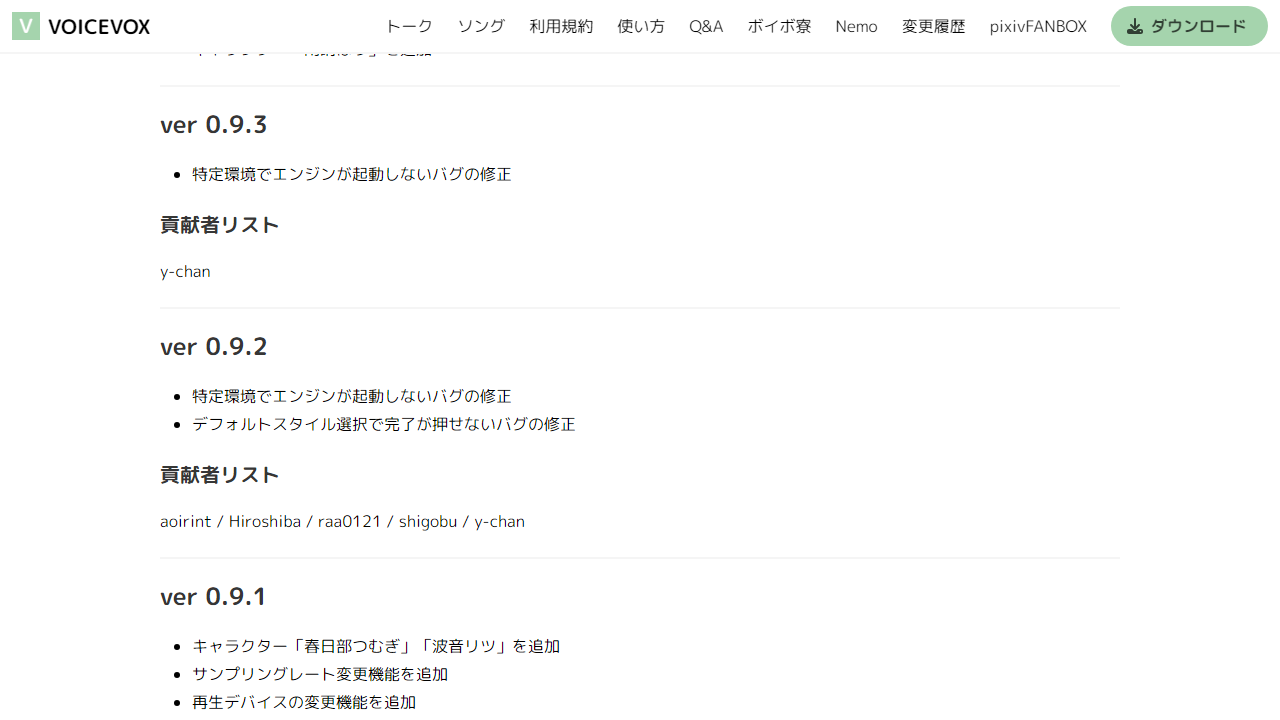 VOICEVOX
トーク ソング 利用規約 使い方 Q&A ボイボ寮 Nemo 変更履歴 pixivFANBOX ダウンロード
ver 0.9.3
特定環境でエンジンが起動しないバグの修正
貢献者リスト
y-chan
ver 0.9.2
特定環境でエンジンが起動しないバグの修正
デフォルトスタイル選択で完了が押せないバグの修正
貢献者リスト
aoirint / Hiroshiba / raa0121 / shigobu / y-chan
ver 0.9.1
キャラクター「春日部つむぎ」「波音リツ」を追加
サンプリングレート変更機能を追加
再生デバイスの変更機能を追加